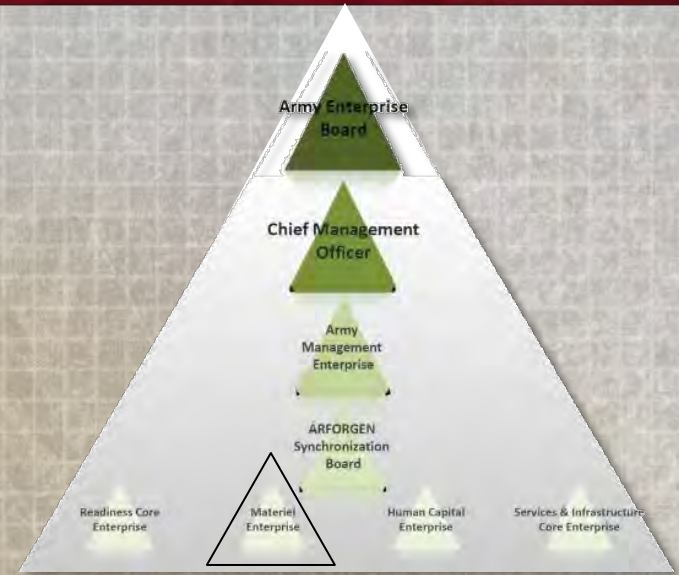 Army Enterprise
Board
Chief Management
Officer
Army
Management
Enterprise
ARFORGEN
Synchronization
Board
Readiness Core
Enterprise
Materiel
Enterprise
Human Capital
Enterprise
Services & Infrastructure
Core Enterprise